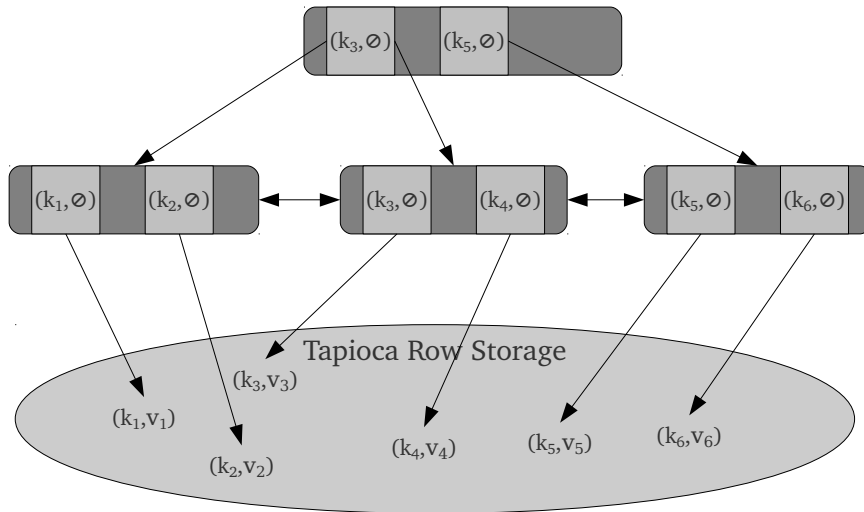 (k₃,⊘) (k₅,⊘)
(k₁,⊘) (k₂,⊘) (k₃,⊘) (k₄,⊘) (k₅,⊘) (k₆,⊘)
Tapioca Row Storage
(k₃,v₃)
(k₁,v₁)
(k₂,v₂)
(k₄,v₄)
(k₅,v₅)
(k₆,v₆)